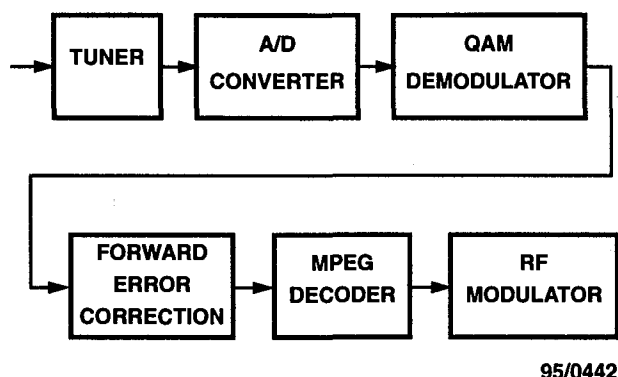 TUNER
A/D
CONVERTER
QAM
DEMODULATOR
FORWARD
ERROR
CORRECTION
MPEG
DECODER
RF
MODULATOR
95/0442